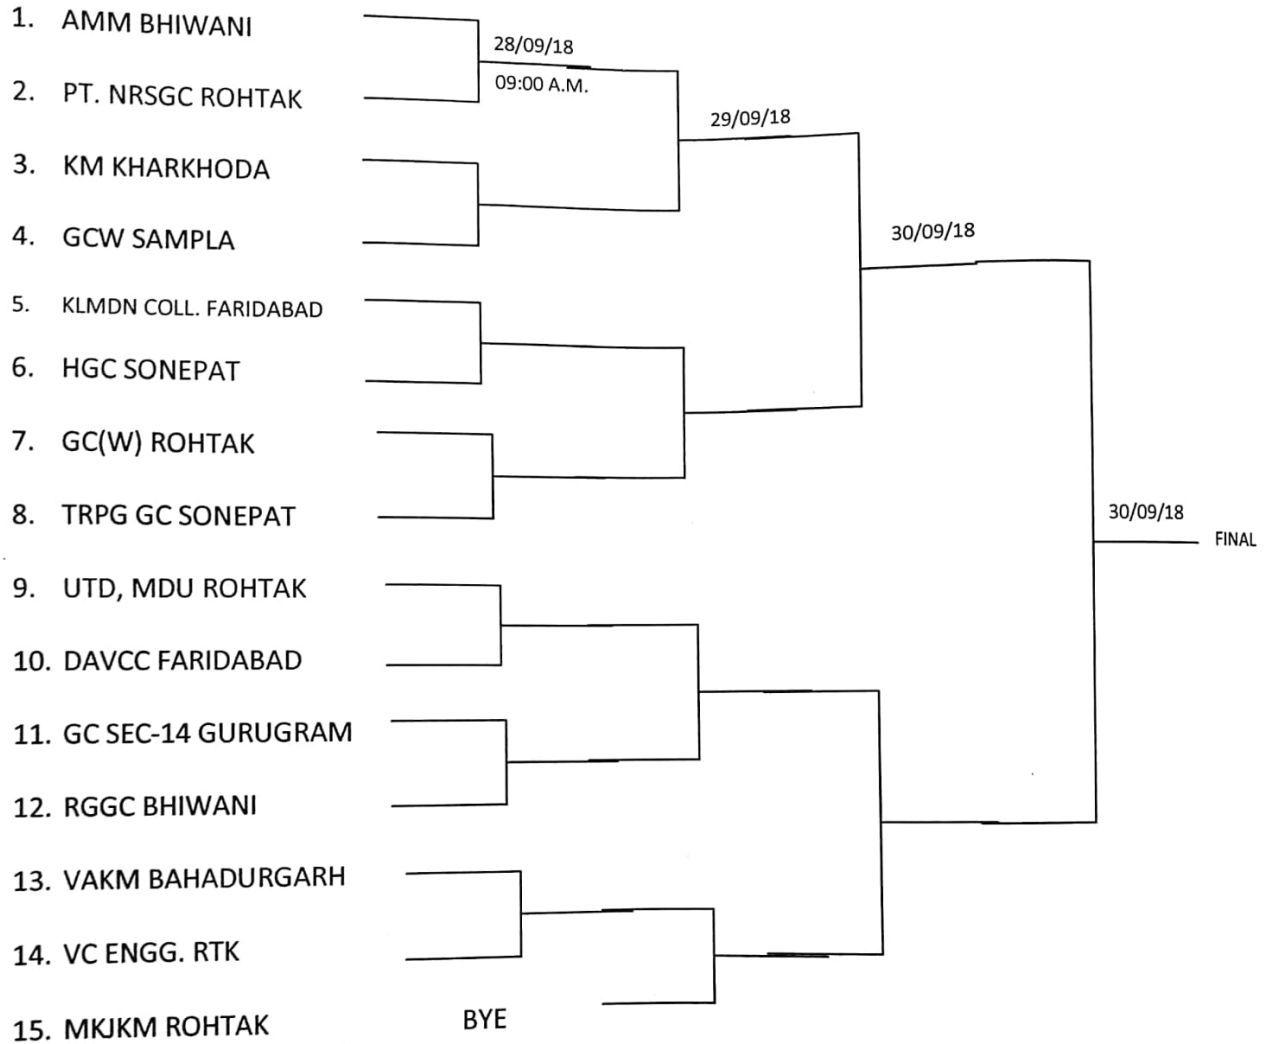 1. AMM BHIWANI
28/09/18
09:00 A.M.
2. PT. NRSGC ROHTAK
29/09/18
3. KM KHARKHODA
4. GCW SAMPLA
30/09/18
5. KLMDN COLL. FARIDABAD
6. HGC SONEPAT
7. GC(W) ROHTAK
8. TRPG GC SONEPAT
30/09/18
FINAL
9. UTD, MDU ROHTAK
10. DAVCC FARIDABAD
11. GC SEC-14 GURUGRAM
12. RGGC BHIWANI
13. VAKM BAHADURGARH
14. VC ENGG. RTK
15. MKJKM ROHTAK BYE